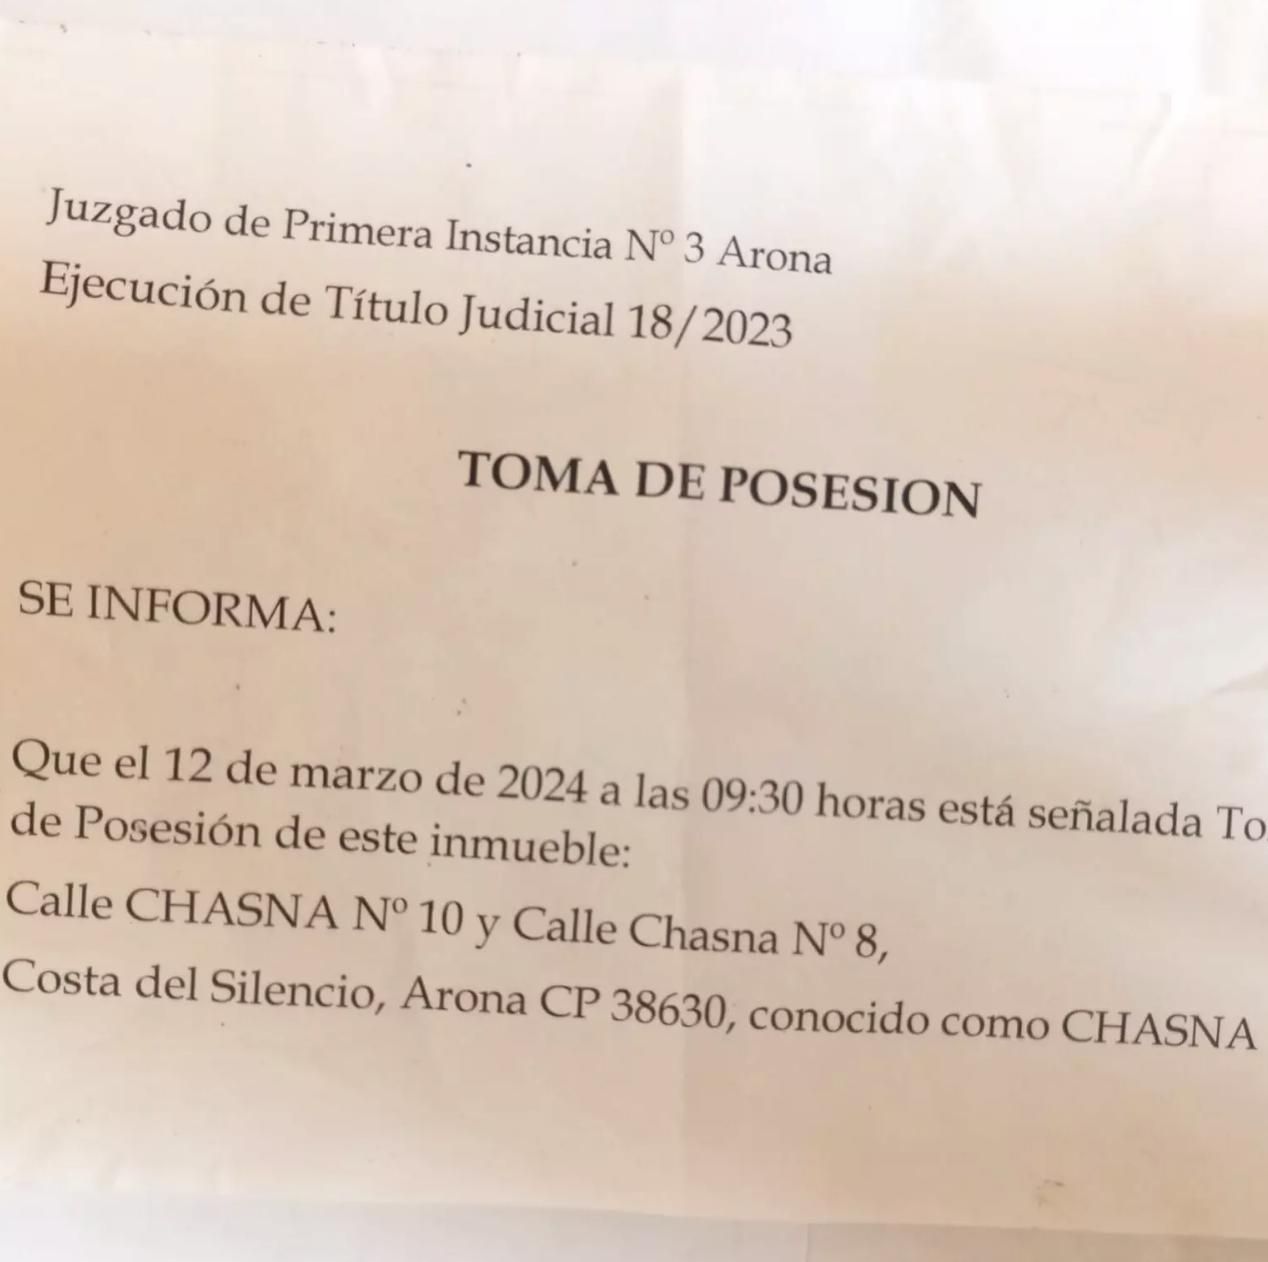 Juzgado de Primera Instancia Nº 3 Arona
Ejecución de Título Judicial 18/2023
TOMA DE POSESION
SE INFORMA:
Que el 12 de marzo de 2024 a las 09:30 horas está señalada To
de Posesión de este inmueble:
Calle CHASNA Nº 10 y Calle Chasna Nº 8,
Costa del Silencio, Arona CP 38630, conocido como CHASNA